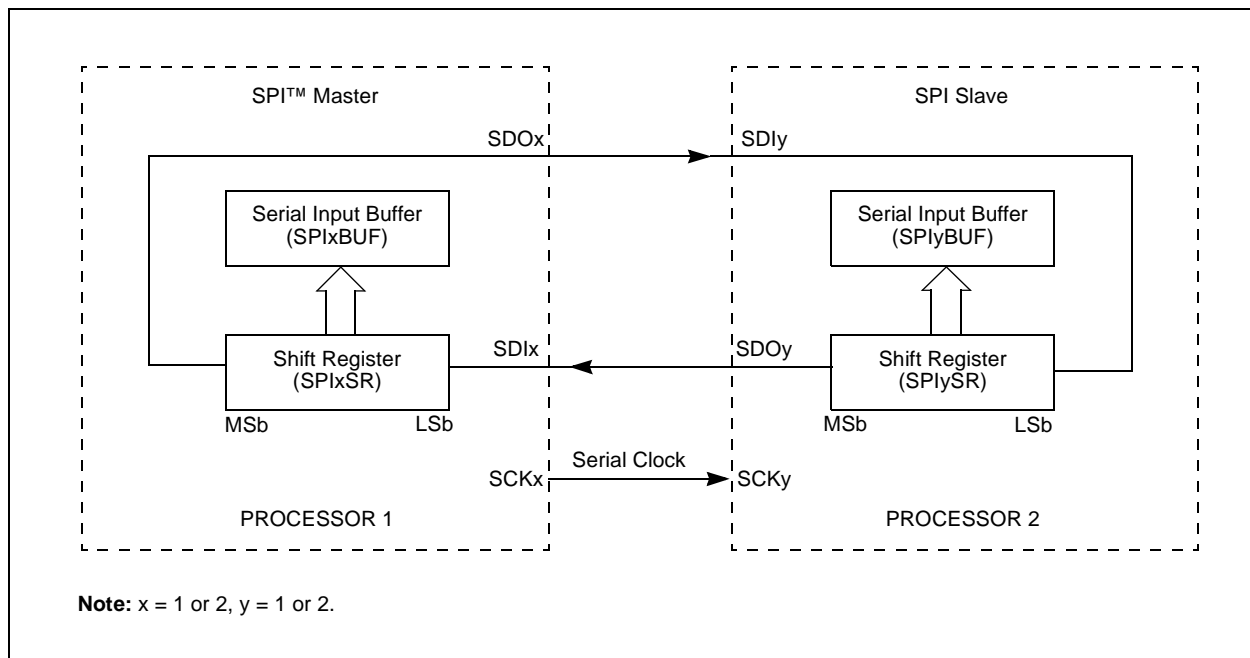 SPI™ Master
SDOx
Serial Input Buffer
(SPIxBUF)
Shift Register
(SPIxSR)
MSb
LSb
SDIx
SCKx
PROCESSOR 1
Serial Clock
SPI Slave
SDIy
Serial Input Buffer
(SPIyBUF)
SDOy
Shift Register
(SPIySR)
MSb
LSb
SCKy
PROCESSOR 2
Note: x = 1 or 2, y = 1 or 2.